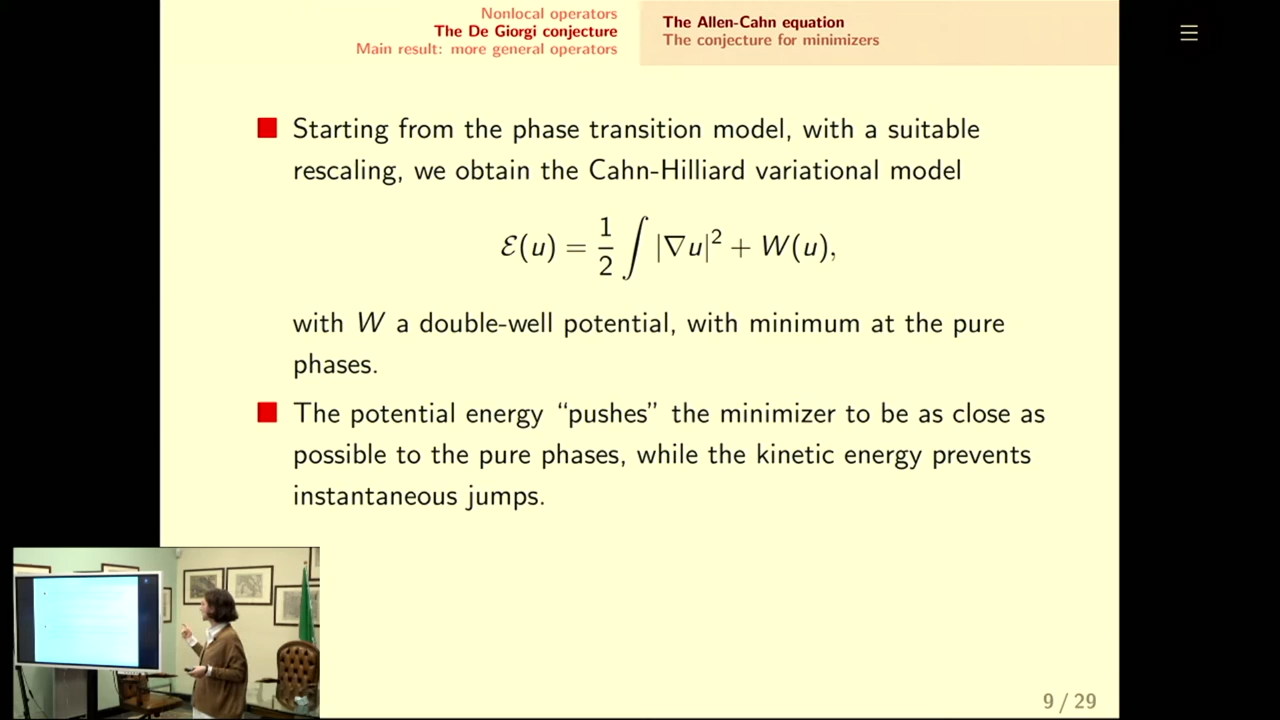 Nonlocal operators
The De Giorgi conjecture
Main result: more general operators
The Allen-Cahn equation
The conjecture for minimizers
Starting from the phase transition model, with a suitable
rescaling, we obtain the Cahn-Hilliard variational model
ℰ(u) = 1/2 ∫ |∇u|² + W(u),
with W a double-well potential, with minimum at the pure
phases.
The potential energy “pushes” the minimizer to be as close as
possible to the pure phases, while the kinetic energy prevents
instantaneous jumps.
9 / 29